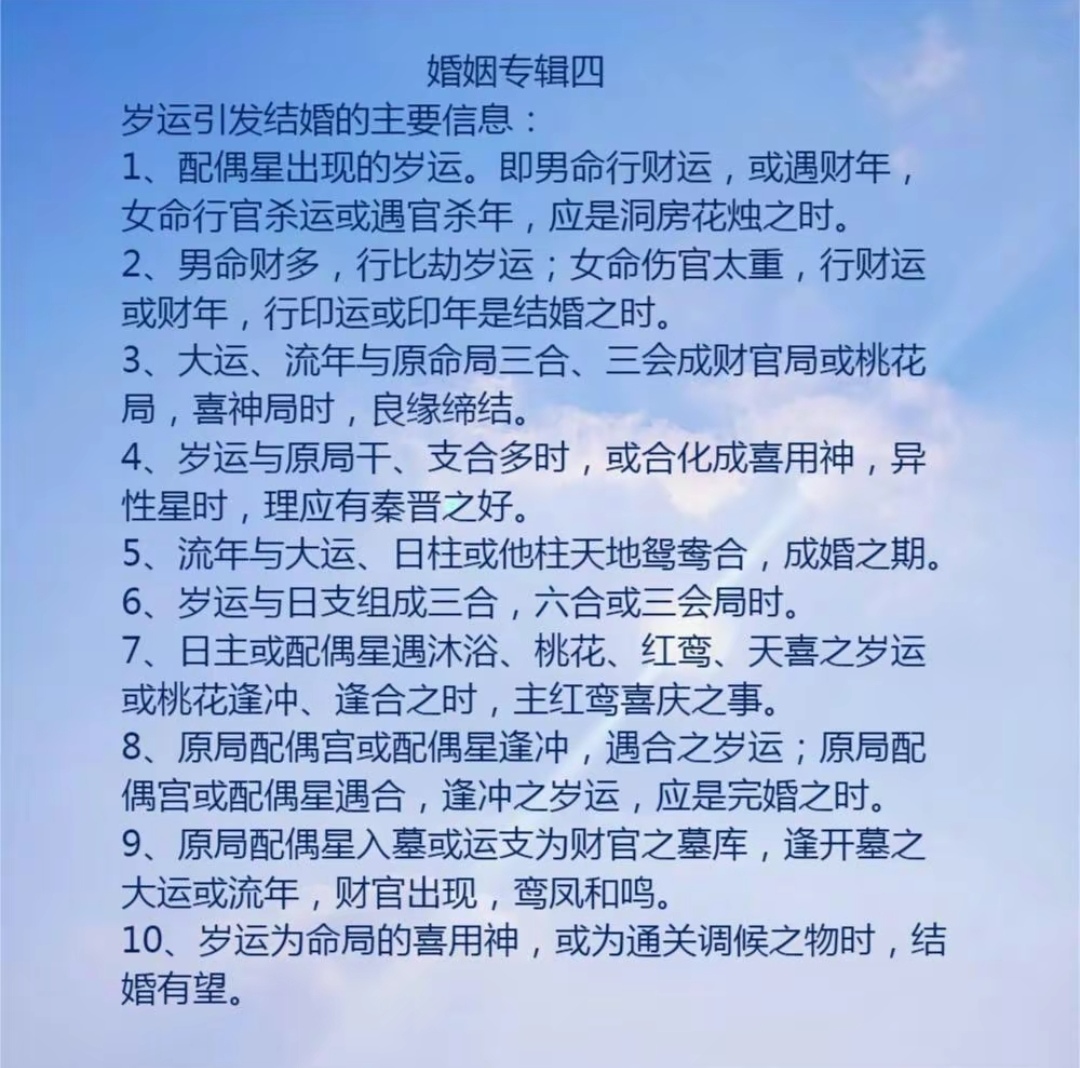 婚姻专辑四
岁运引发结婚的主要信息：
1、配偶星出现的岁运。即男命行财运，或遇财年，
女命行官杀运或遇官杀年，应是洞房花烛之时。
2、男命财多，行比劫岁运；女命伤官太重，行财运
或财年，行印运或印年是结婚之时。
3、大运、流年与原命局三合、三会成财官局或桃花
局，喜神局时，良缘缔结。
4、岁运与原局干、支合多时，或合化成喜用神，异
性星时，理应有秦晋之好。
5、流年与大运、日柱或他柱天地鸳鸯合，成婚之期。
6、岁运与日支组成三合，六合或三会局时。
7、日主或配偶星遇沐浴、桃花、红鸾、天喜之岁运
或桃花逢冲、逢合之时，主红鸾喜庆之事。
8、原局配偶宫或配偶星逢冲，遇合之岁运；原局配
偶宫或配偶星遇合，逢冲之岁运，应是完婚之时。
9、原局配偶星入墓或运支为财官之墓库，逢开墓之
大运或流年，财官出现，鸾凤和鸣。
10、岁运为命局的喜用神，或为通关调候之物时，结
婚有望。